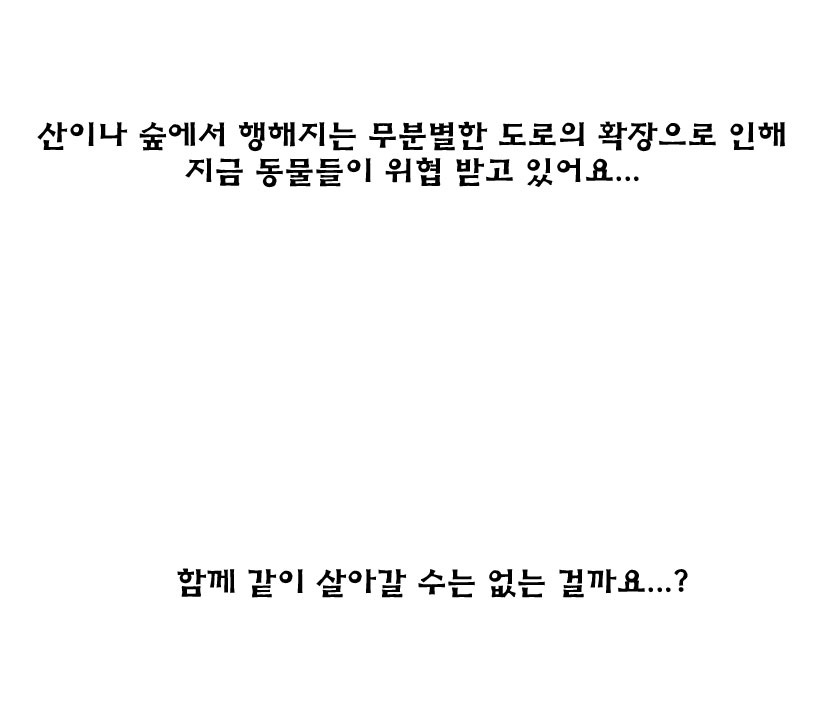 산이나 숲에서 행해지는 무분별한 도로의 확장으로 인해
지금 동물들이 위협 받고 있어요...
함께 같이 살아갈 수는 없는 걸까요...?